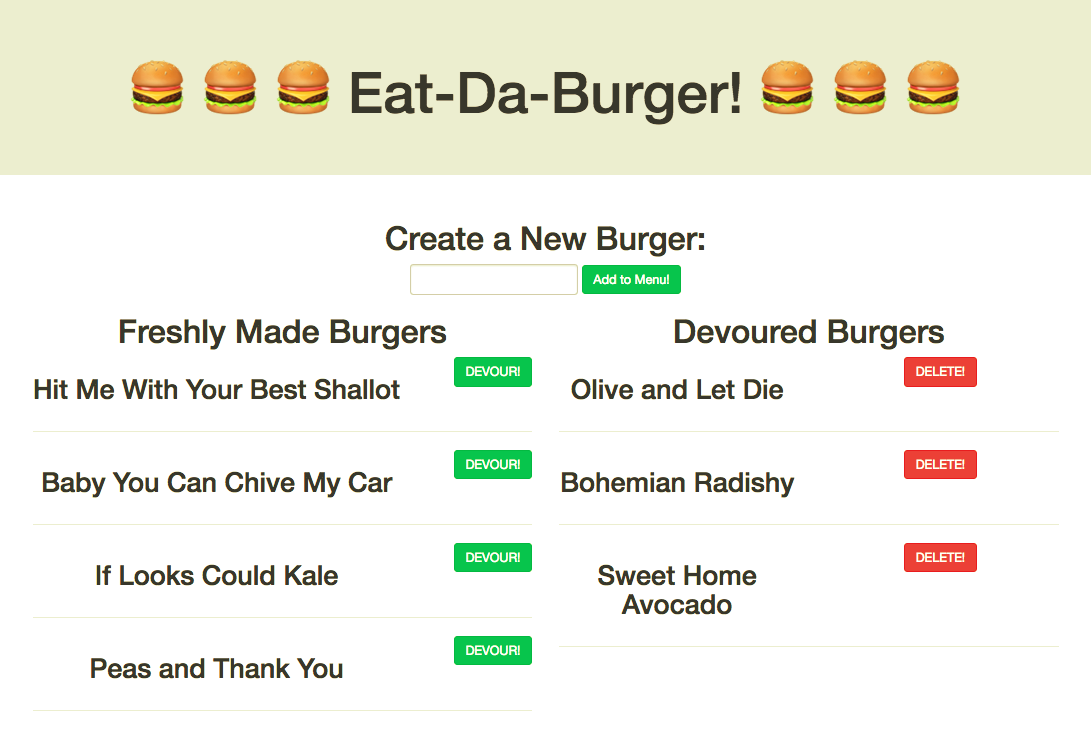 Eat-Da-Burger!
Create a New Burger:
Add to Menu!
Freshly Made Burgers
Hit Me With Your Best Shallot
DEVOUR!
Baby You Can Chive My Car
DEVOUR!
If Looks Could Kale
DEVOUR!
Peas and Thank You
DEVOUR!
Devoured Burgers
Olive and Let Die
DELETE!
Bohemian Radishy
DELETE!
Sweet Home
Avocado
DELETE!